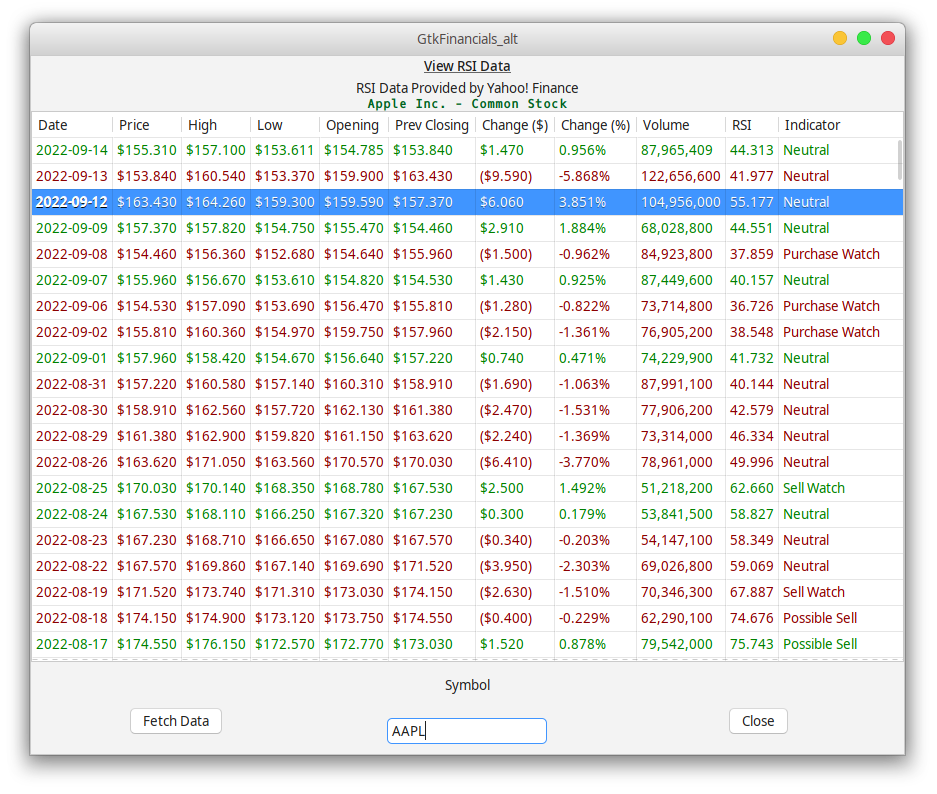 GtkFinancials_alt
View RSI Data
RSI Data Provided by Yahoo! Finance
Apple Inc. - Common Stock
Date Price High Low Opening Prev Closing Change ($) Change (%) Volume RSI Indicator
2022-09-14 $155.310 $157.100 $153.611 $154.785 $153.840 $1.470 0.956% 87,965,409 44.313 Neutral
2022-09-13 $153.840 $160.540 $153.370 $159.900 $163.430 ($9.590) -5.868% 122,656,600 41.977 Neutral
2022-09-12 $163.430 $164.260 $159.300 $159.590 $157.370 $6.060 3.851% 104,956,000 55.177 Neutral
2022-09-09 $157.370 $157.820 $154.750 $155.470 $154.460 $2.910 1.884% 68,028,800 44.551 Neutral
2022-09-08 $154.460 $156.360 $152.680 $154.640 $155.960 ($1.500) -0.962% 84,923,800 37.859 Purchase Watch
2022-09-07 $155.960 $156.670 $153.610 $154.820 $154.530 $1.430 0.925% 87,449,600 40.157 Neutral
2022-09-06 $154.530 $157.090 $153.690 $156.470 $155.810 ($1.280) -0.822% 73,714,800 36.726 Purchase Watch
2022-09-02 $155.810 $160.360 $154.970 $159.750 $157.960 ($2.150) -1.361% 76,905,200 38.548 Purchase Watch
2022-09-01 $157.960 $158.420 $154.670 $156.640 $157.220 $0.740 0.471% 74,229,900 41.732 Neutral
2022-08-31 $157.220 $160.580 $157.140 $160.310 $158.910 ($1.690) -1.063% 87,991,100 40.144 Neutral
2022-08-30 $158.910 $162.560 $157.720 $162.130 $161.380 ($2.470) -1.531% 77,906,200 42.579 Neutral
2022-08-29 $161.380 $162.900 $159.820 $161.150 $163.620 ($2.240) -1.369% 73,314,000 46.334 Neutral
2022-08-26 $163.620 $171.050 $163.560 $170.570 $170.030 ($6.410) -3.770% 78,961,000 49.996 Neutral
2022-08-25 $170.030 $170.140 $168.350 $168.780 $167.530 $2.500 1.492% 51,218,200 62.660 Sell Watch
2022-08-24 $167.530 $168.110 $166.250 $167.320 $167.230 $0.300 0.179% 53,841,500 58.827 Neutral
2022-08-23 $167.230 $168.710 $166.650 $167.080 $167.570 ($0.340) -0.203% 54,147,100 58.349 Neutral
2022-08-22 $167.570 $169.860 $167.140 $169.690 $171.520 ($3.950) -2.303% 69,026,800 59.069 Neutral
2022-08-19 $171.520 $173.740 $171.310 $173.030 $174.150 ($2.630) -1.510% 70,346,300 67.887 Sell Watch
2022-08-18 $174.150 $174.900 $173.120 $173.750 $174.550 ($0.400) -0.229% 62,290,100 74.676 Possible Sell
2022-08-17 $174.550 $176.150 $172.570 $172.770 $173.030 $1.520 0.878% 79,542,000 75.743 Possible Sell
Symbol
Fetch Data AAPL Close